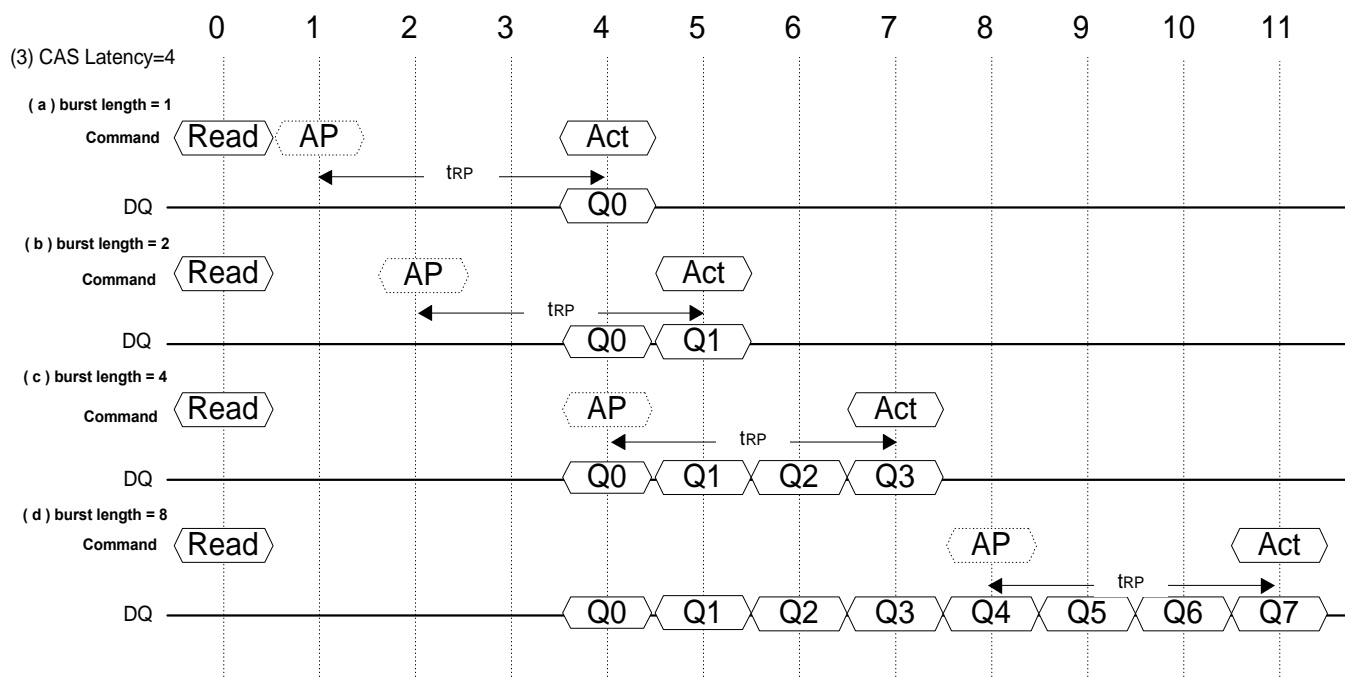 0 1 2 3 4 5 6 7 8 9 10 11
(3) CAS Latency=4
( a ) burst length = 1
Command Read AP Act
tRP
DQ Q0
( b ) burst length = 2
Command Read AP Act
tRP
DQ Q0 Q1
( c ) burst length = 4
Command Read AP Act
tRP
DQ Q0 Q1 Q2 Q3
( d ) burst length = 8
Command Read AP Act
tRP
DQ Q0 Q1 Q2 Q3 Q4 Q5 Q6 Q7